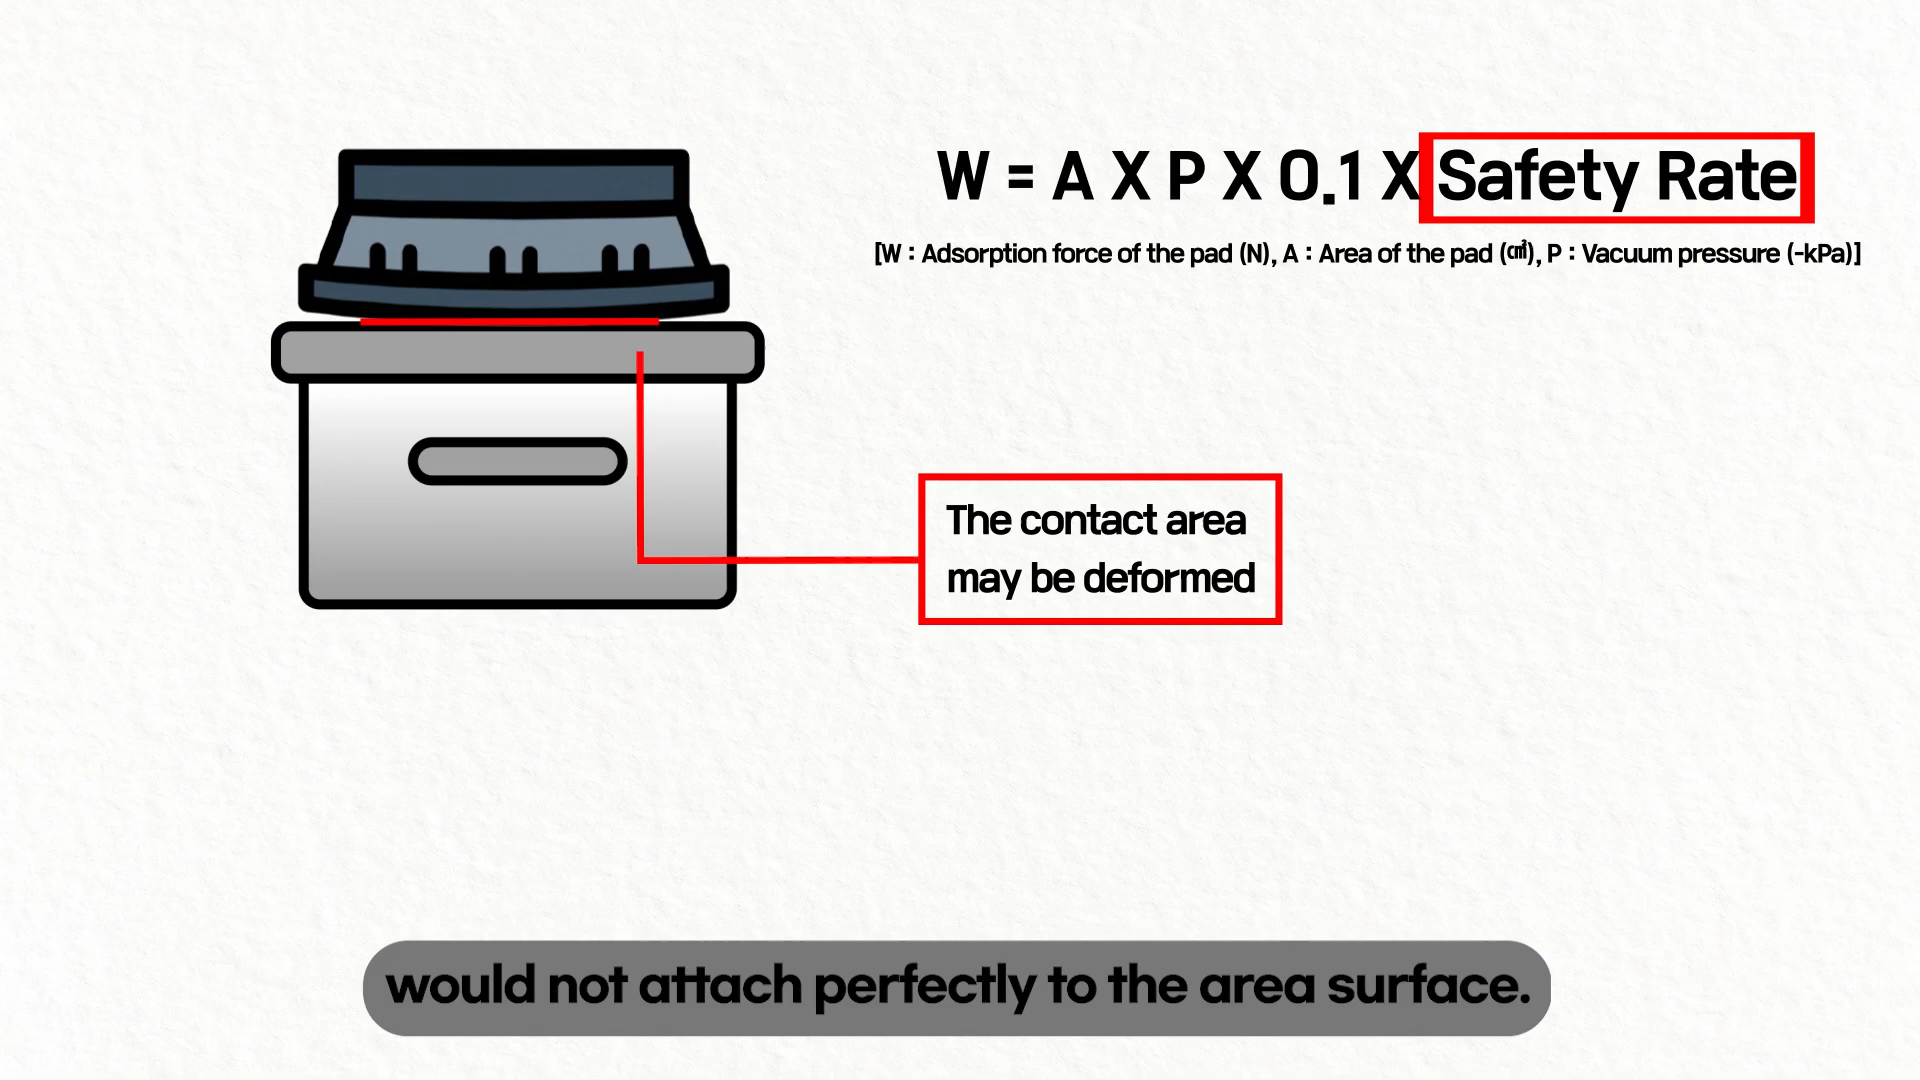 W = A X P X 0.1 X Safety Rate
[W : Adsorption force of the pad (N), A : Area of the pad (㎠), P : Vacuum pressure (-kPa)]
The contact area
may be deformed
would not attach perfectly to the area surface.